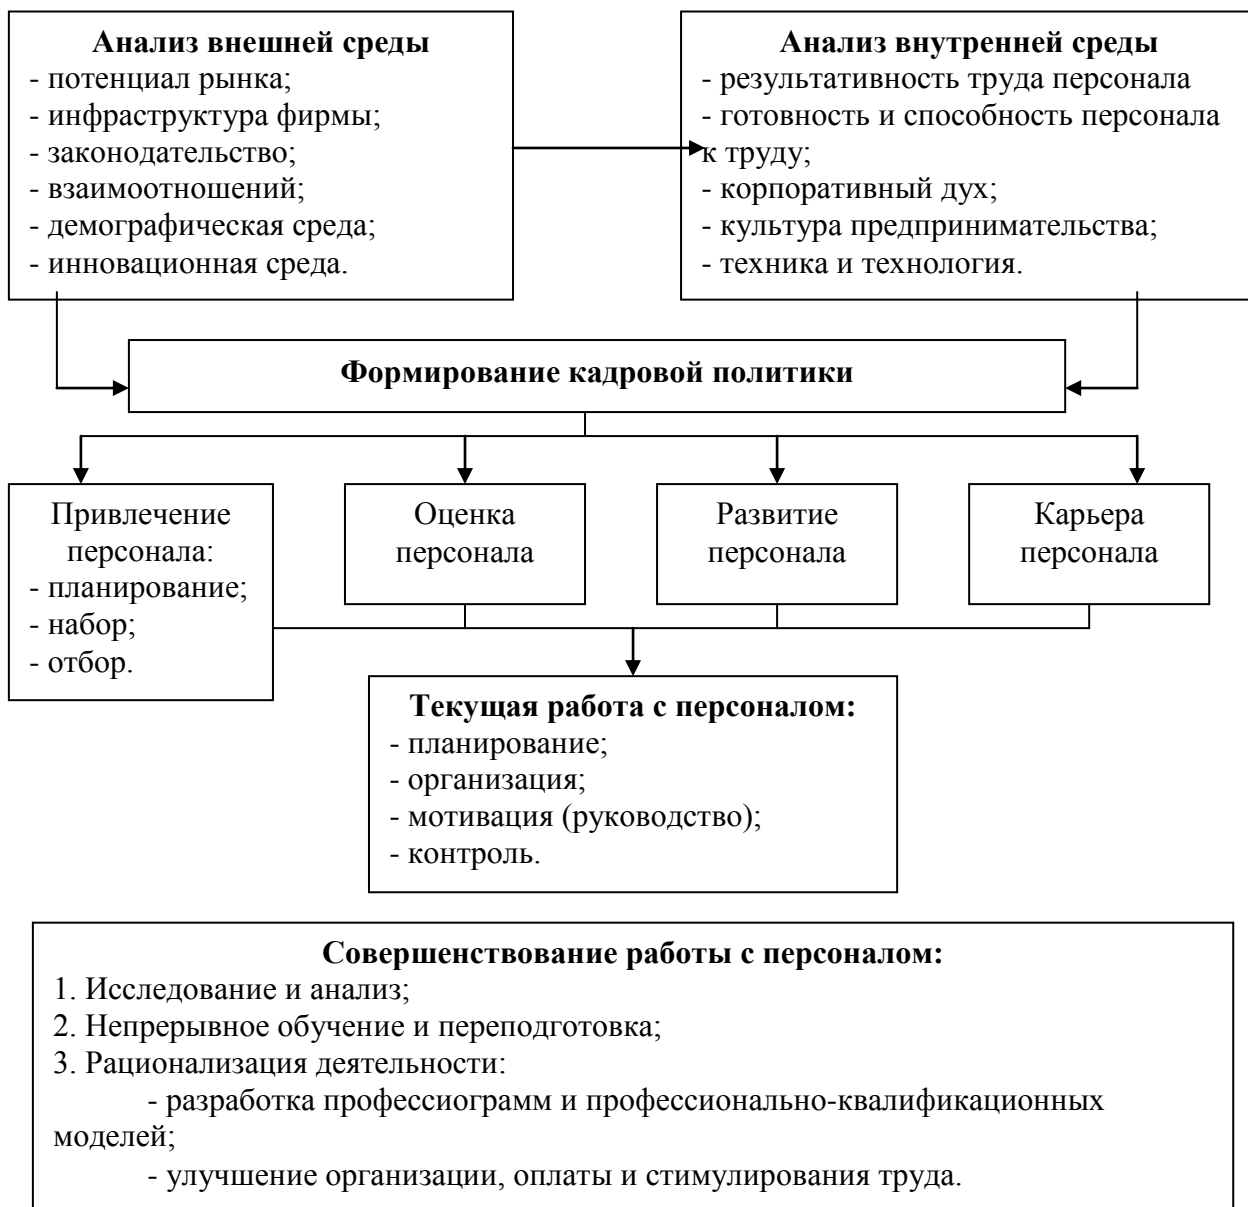 Анализ внешней среды
- потенциал рынка;
- инфраструктура фирмы;
- законодательство;
- взаимоотношений;
- демографическая среда;
- инновационная среда.
Анализ внутренней среды
- результативность труда персонала
- готовность и способность персонала
к труду;
- корпоративный дух;
- культура предпринимательства;
- техника и технология.
Формирование кадровой политики
Привлечение
персонала:
- планирование;
- набор;
- отбор.
Оценка
персонала
Развитие
персонала
Карьера
персонала
Текущая работа с персоналом:
- планирование;
- организация;
- мотивация (руководство);
- контроль.
Совершенствование работы с персоналом:
1. Исследование и анализ;
2. Непрерывное обучение и переподготовка;
3. Рационализация деятельности:
- разработка профессиограмм и профессионально-квалификационных
моделей;
- улучшение организации, оплаты и стимулирования труда.